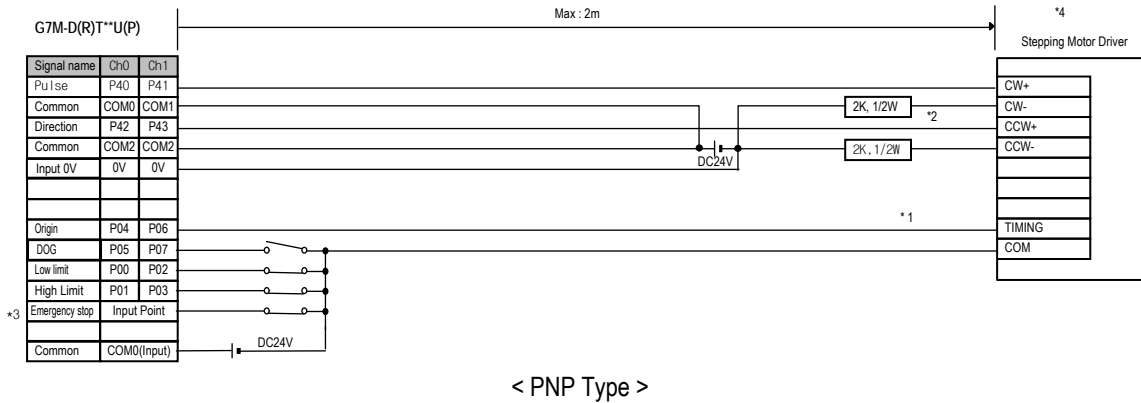 G7M-D(R)T**U(P)
Max : 2m
*4
Stepping Motor Driver
Signal name Ch0 Ch1
Pulse P40 P41
CW+
Common COM0 COM1
2K, 1/2W
*2
CW-
Direction P42 P43
CCW+
Common COM2 COM2
DC24V
2K, 1/2W
CCW-
Input 0V 0V 0V
Origin P04 P06
* 1
TIMING
DOG P05 P07
COM
Low limit P00 P02
High Limit P01 P03
*3
Emergency stop Input Point
Common COM0(Input)
DC24V
< PNP Type >